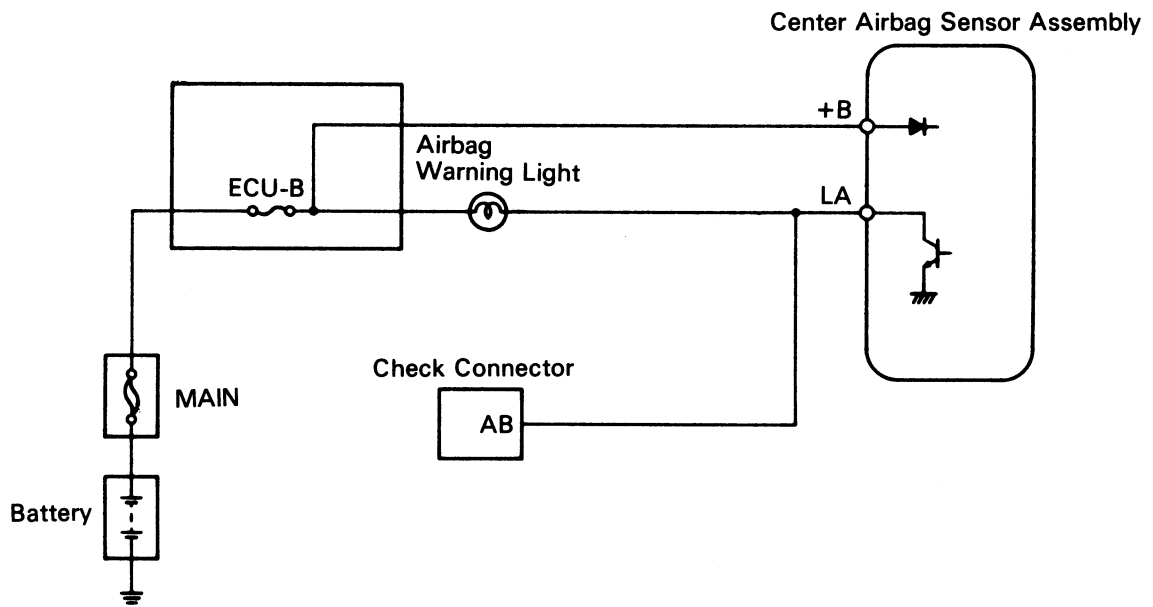 Center Airbag Sensor Assembly
+B
Airbag
Warning Light
ECU-B
LA
Check Connector
AB
MAIN
Battery